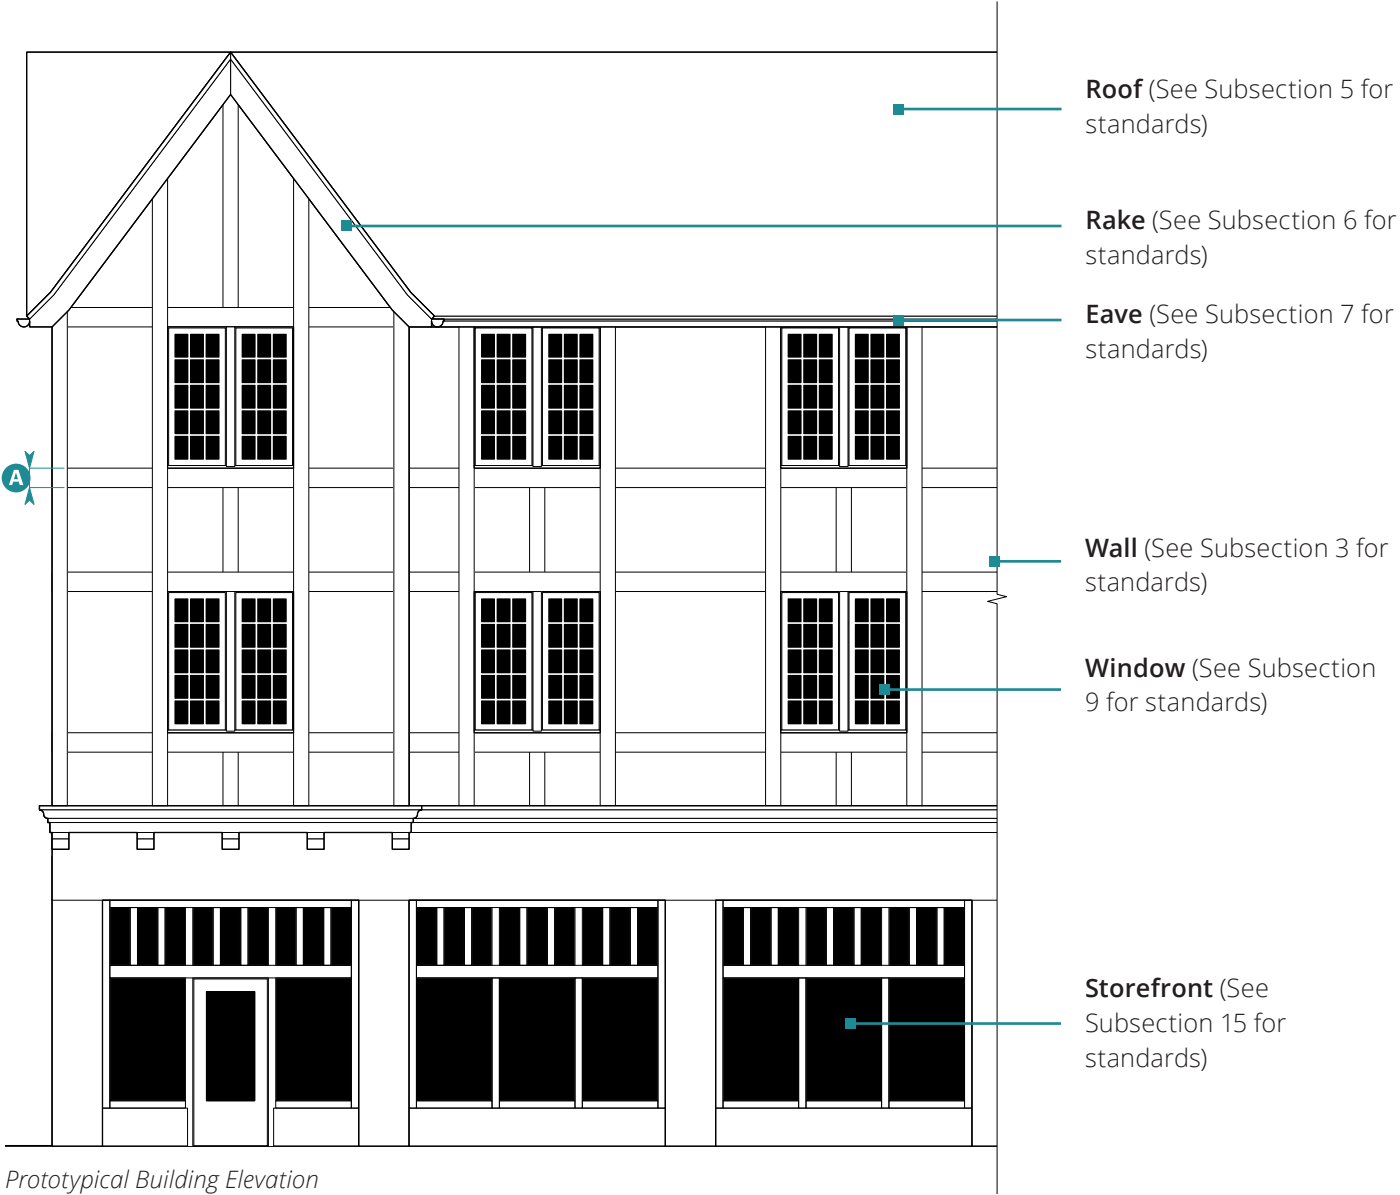 Roof (See Subsection 5 for
standards)
Rake (See Subsection 6 for
standards)
Eave (See Subsection 7 for
standards)
A
Wall (See Subsection 3 for
standards)
Window (See Subsection
9 for standards)
Storefront (See
Subsection 15 for
standards)
Prototypical Building Elevation